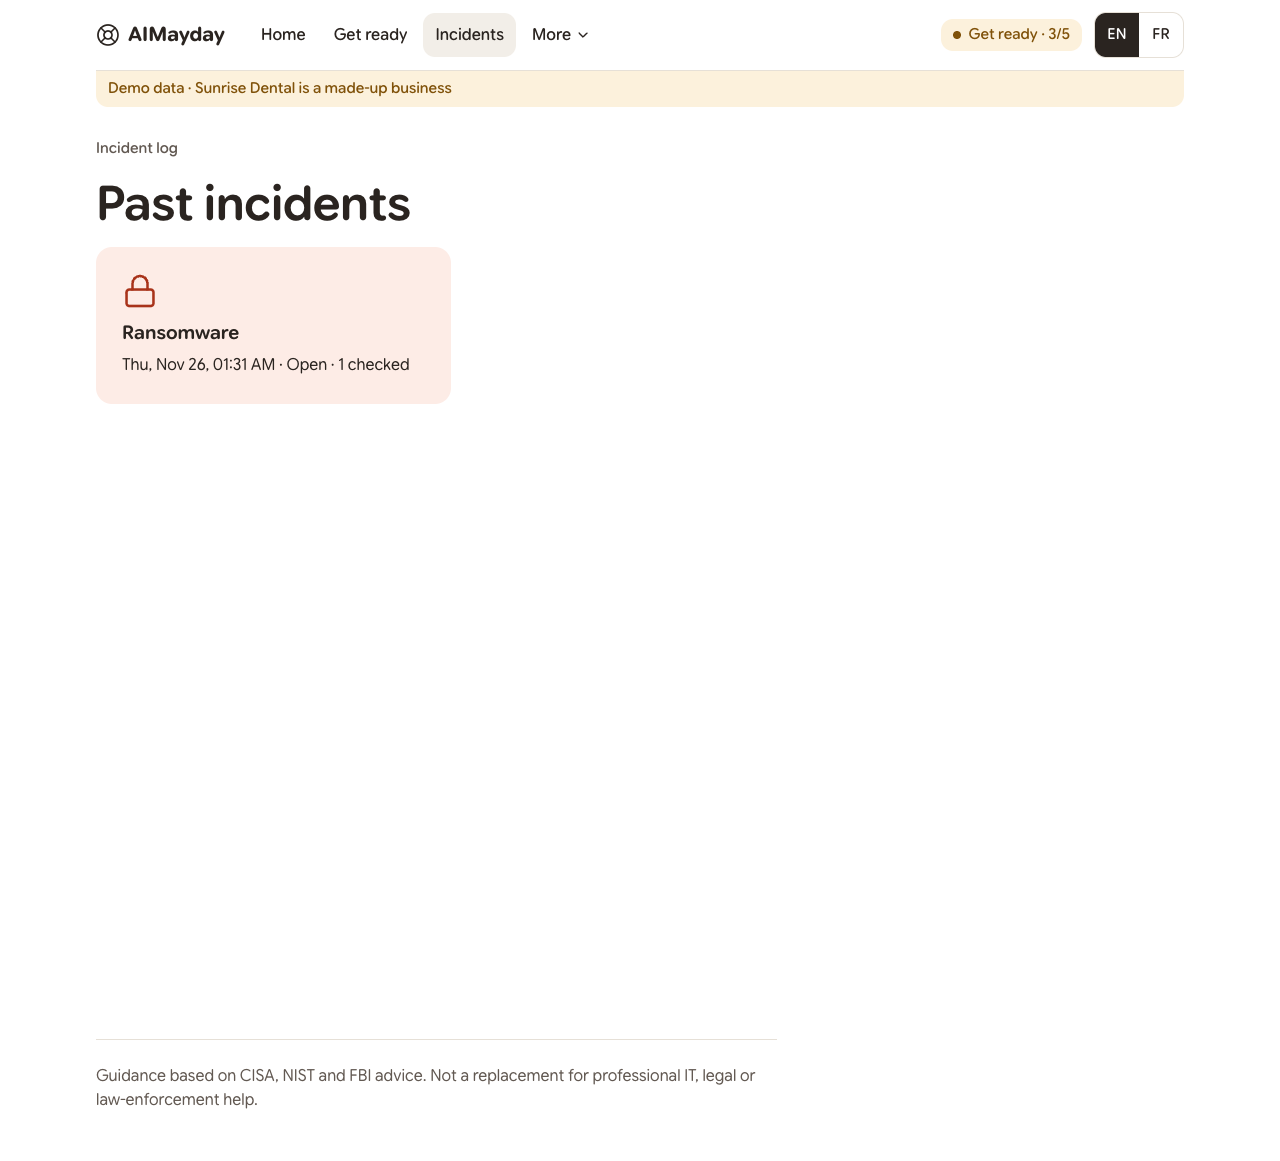 AIMayday
Home
Get ready
Incidents
More
Get ready · 3/5
EN
FR
Demo data · Sunrise Dental is a made-up business
Incident log
Past incidents
Ransomware
Thu, Nov 26, 01:31 AM · Open · 1 checked
Guidance based on CISA, NIST and FBI advice. Not a replacement for professional IT, legal or
law-enforcement help.